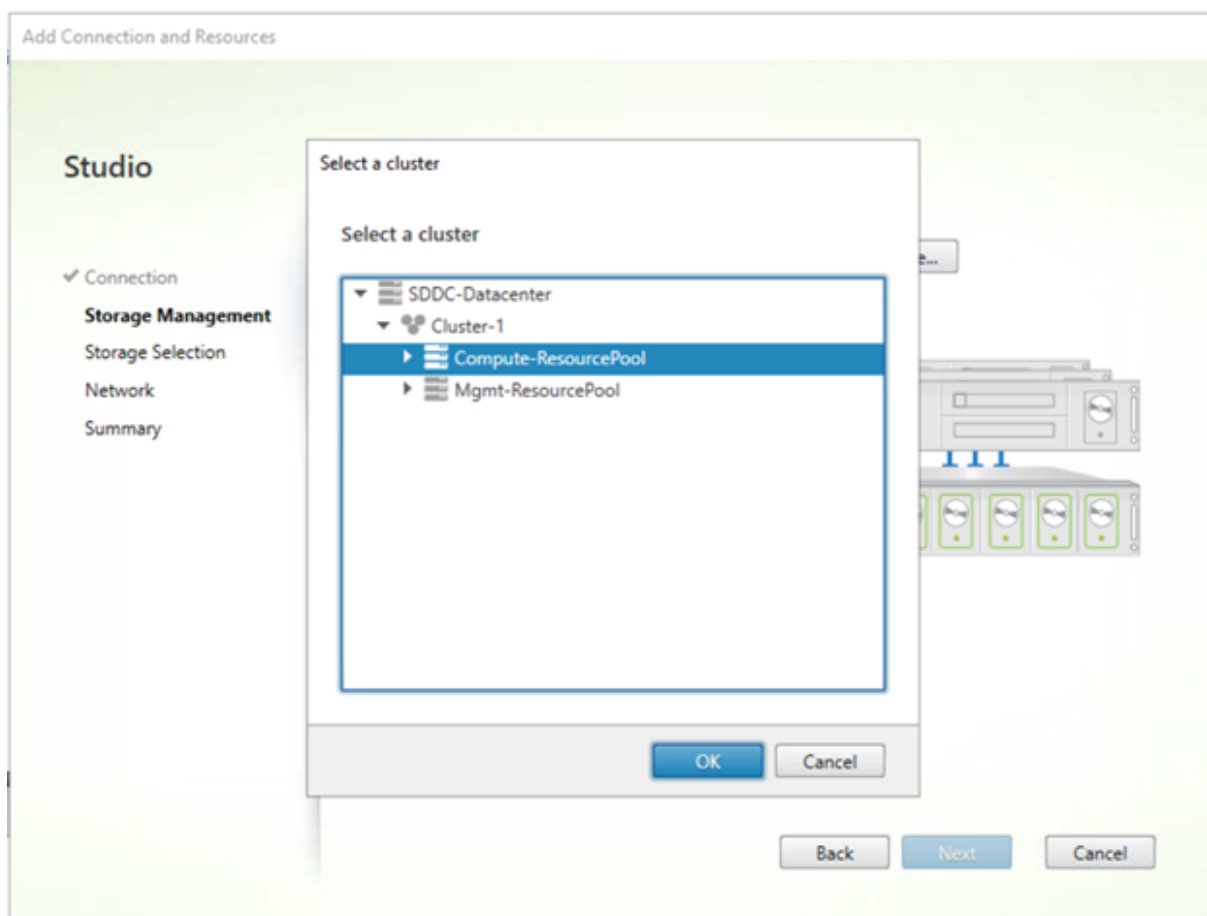 Add Connection and Resources
Studio
Connection
Storage Management
Storage Selection
Network
Summary
Select a cluster
Select a cluster
SDDC-Datacenter
Cluster-1
Compute-ResourcePool
Mgmt-ResourcePool
OK
Cancel
Back
Next
Cancel